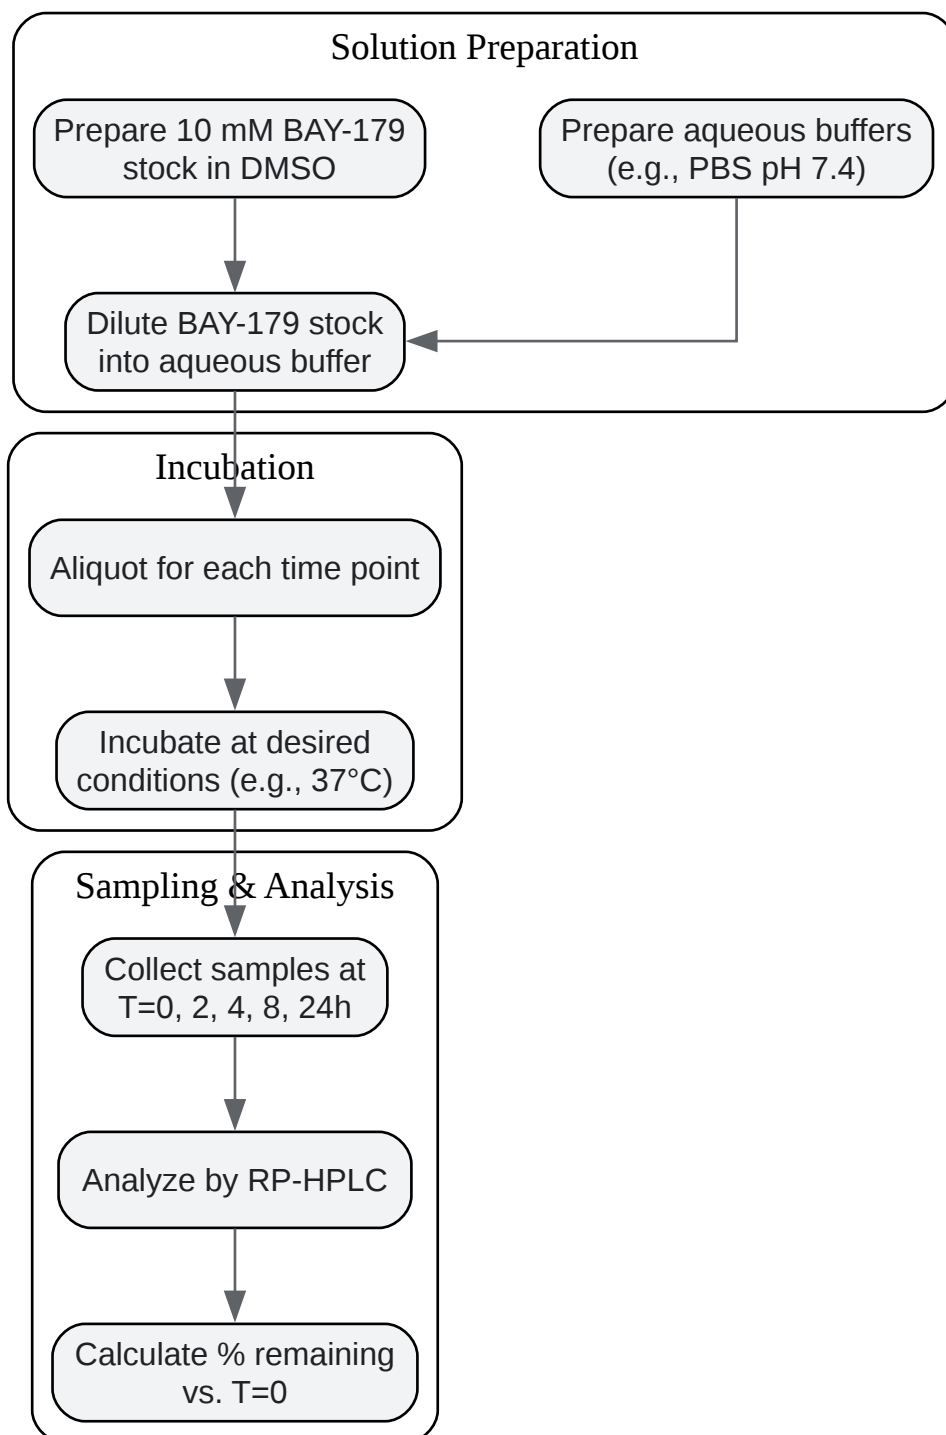 Solution Preparation
Prepare 10 mM BAY-179
stock in DMSO
Prepare aqueous buffers
(e.g., PBS pH 7.4)
Dilute BAY-179 stock
into aqueous buffer
Incubation
Aliquot for each time point
Incubate at desired
conditions (e.g., 37°C)
Sampling & Analysis
Collect samples at
T=0, 2, 4, 8, 24h
Analyze by RP-HPLC
Calculate % remaining
vs. T=0